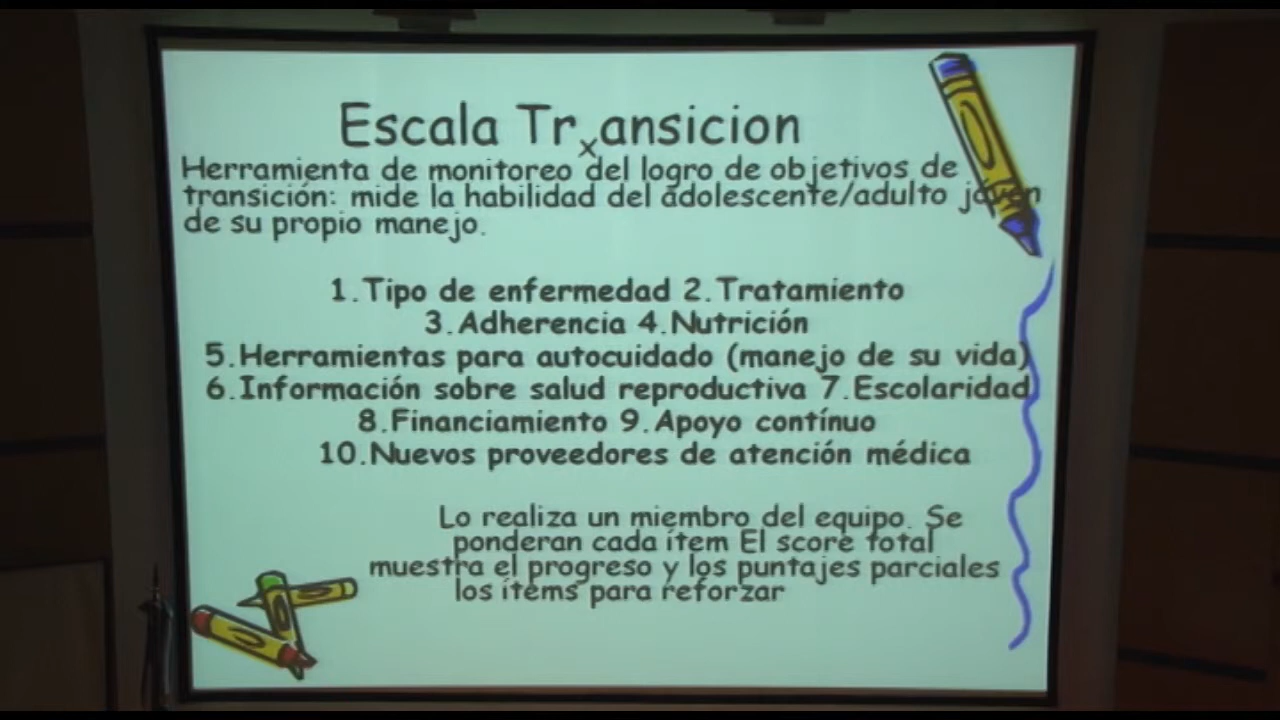 Escala Trxansicion
Herramienta de monitoreo del logro de objetivos de
transición: mide la habilidad del adolescente/adulto joven
de su propio manejo.
1.Tipo de enfermedad 2.Tratamiento
3.Adherencia 4.Nutrición
5.Herramientas para autocuidado (manejo de su vida)
6.Información sobre salud reproductiva 7.Escolaridad
8.Financiamiento 9.Apoyo contínuo
10.Nuevos proveedores de atención médica
Lo realiza un miembro del equipo. Se
ponderan cada ítem El score total
muestra el progreso y los puntajes parciales
los ítems para reforzar